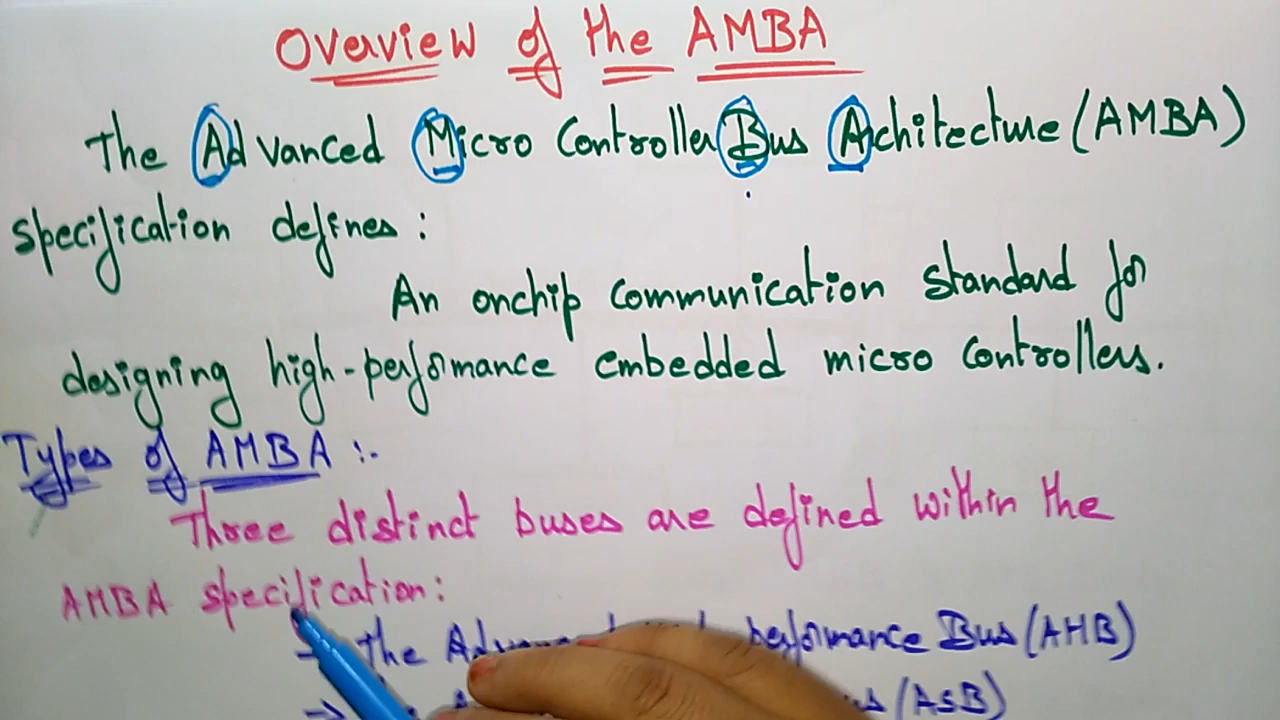 Overview of the AMBA
The Advanced Micro Controller Bus Architecture (AMBA)
specification defines:
An onchip communication standard for
designing high-performance embedded micro controllers.
Types of AMBA :-
Three distinct buses are defined within the
AMBA specification:
→ the performance Bus (AHB)
→ (ASB)